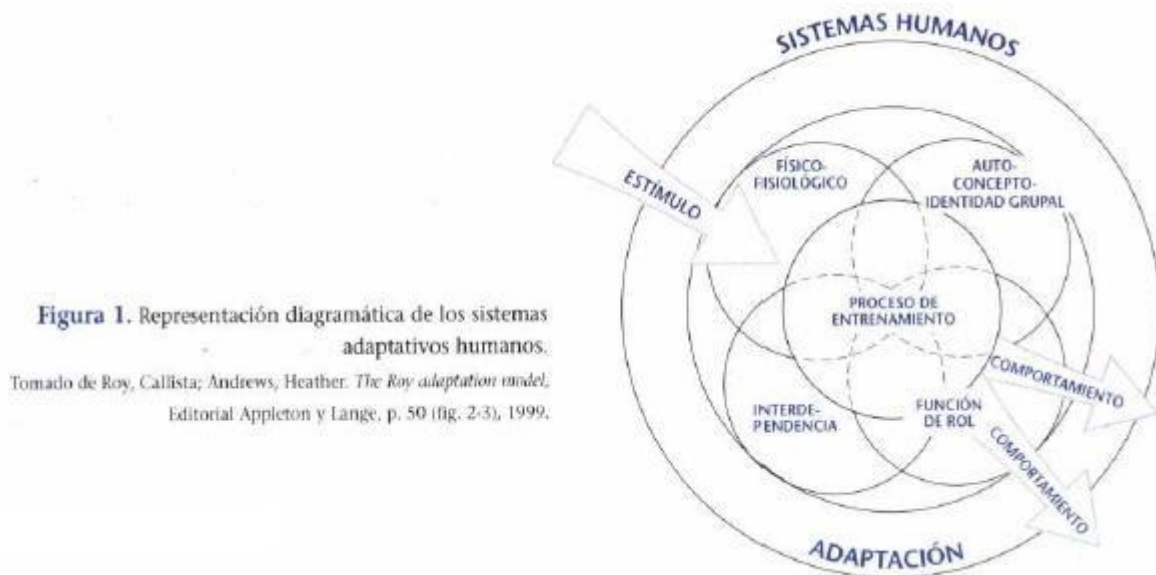 Figura 1. Representación diagramática de los sistemas
adaptativos humanos.
Tomado de Roy, Callista; Andrews, Heather. The Roy adaptation model,
Editorial Appleton y Lange, p. 50 (fig. 2-3), 1999.
SISTEMAS HUMANOS
ESTÍMULO
FÍSICO-
FISIOLÓGICO
AUTO-
CONCEPTO-
IDENTIDAD GRUPAL
PROCESO DE
ENTRENAMIENTO
INTERDE-
PENDENCIA
FUNCIÓN
DE ROL
COMPORTAMIENTO
COMPORTAMIENTO
ADAPTACIÓN